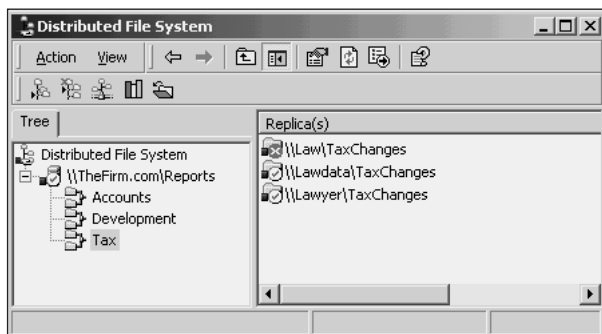 Distributed File System
Action View
Tree
Replica(s)
Distributed File System
\\TheFirm.com\Reports
Accounts
Development
Tax
\\Law\TaxChanges
\\Lawdata\TaxChanges
\\Lawyer\TaxChanges